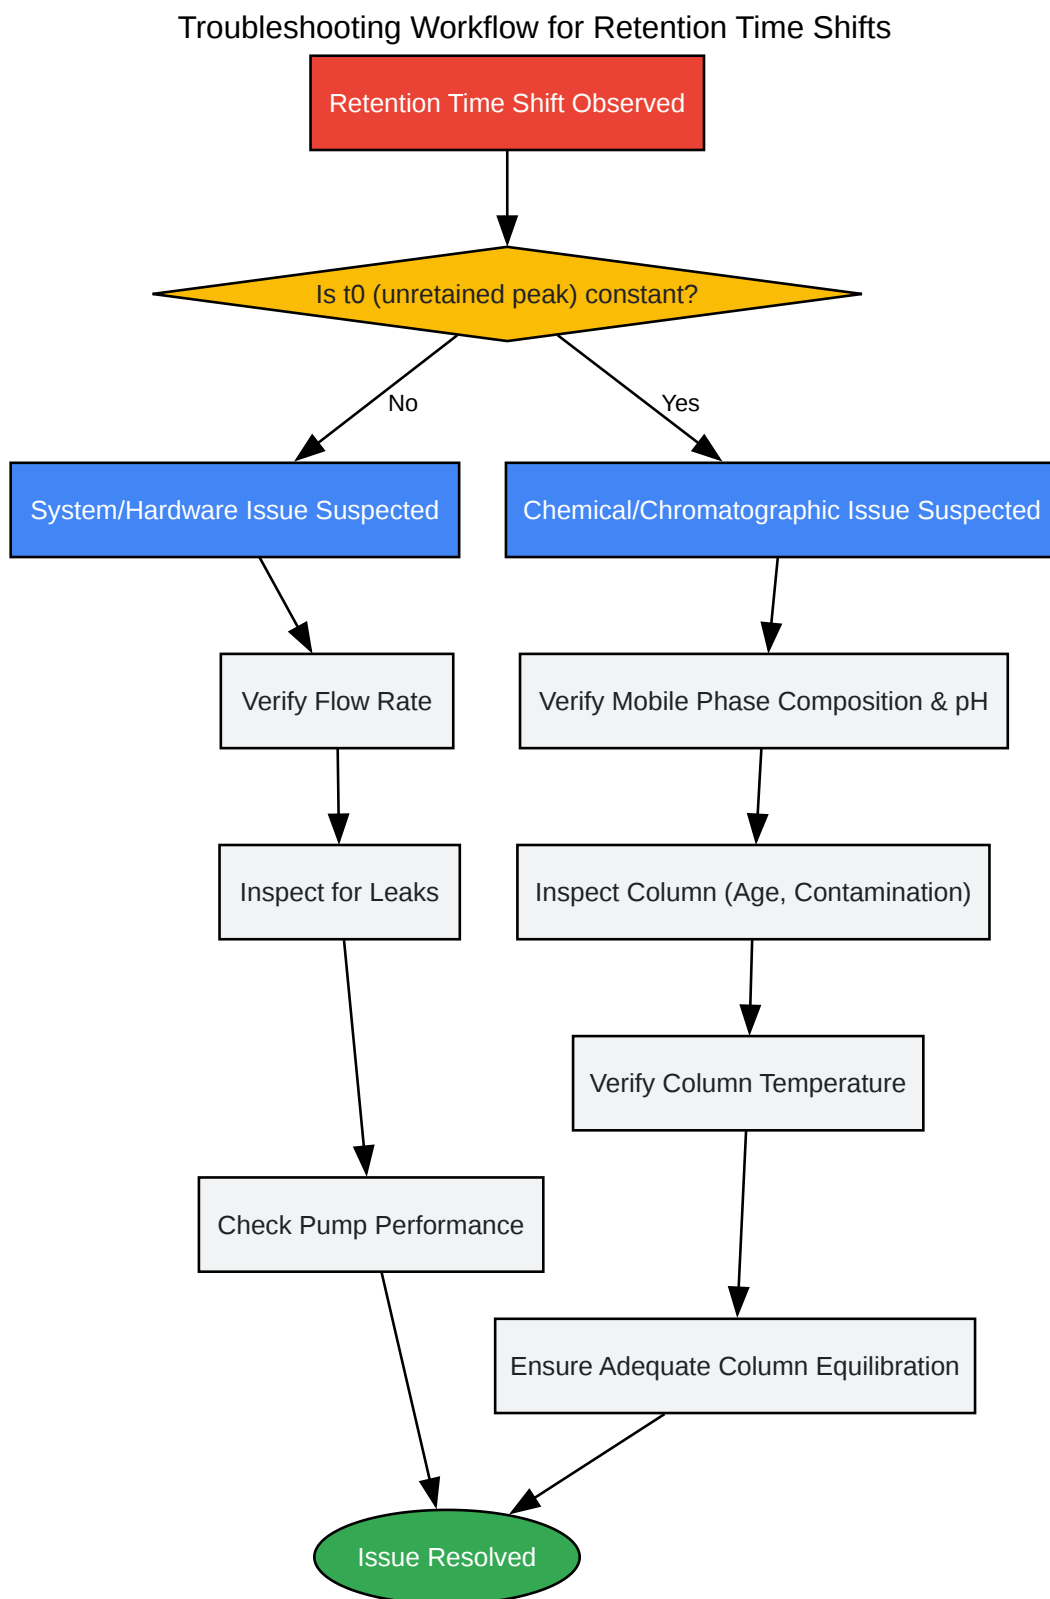 Troubleshooting Workflow for Retention Time Shifts
Retention Time Shift Observed
Is t0 (unretained peak) constant?
No
Yes
System/Hardware Issue Suspected
Chemical/Chromatographic Issue Suspected
Verify Flow Rate
Verify Mobile Phase Composition & pH
Inspect for Leaks
Inspect Column (Age, Contamination)
Verify Column Temperature
Check Pump Performance
Ensure Adequate Column Equilibration
Issue Resolved